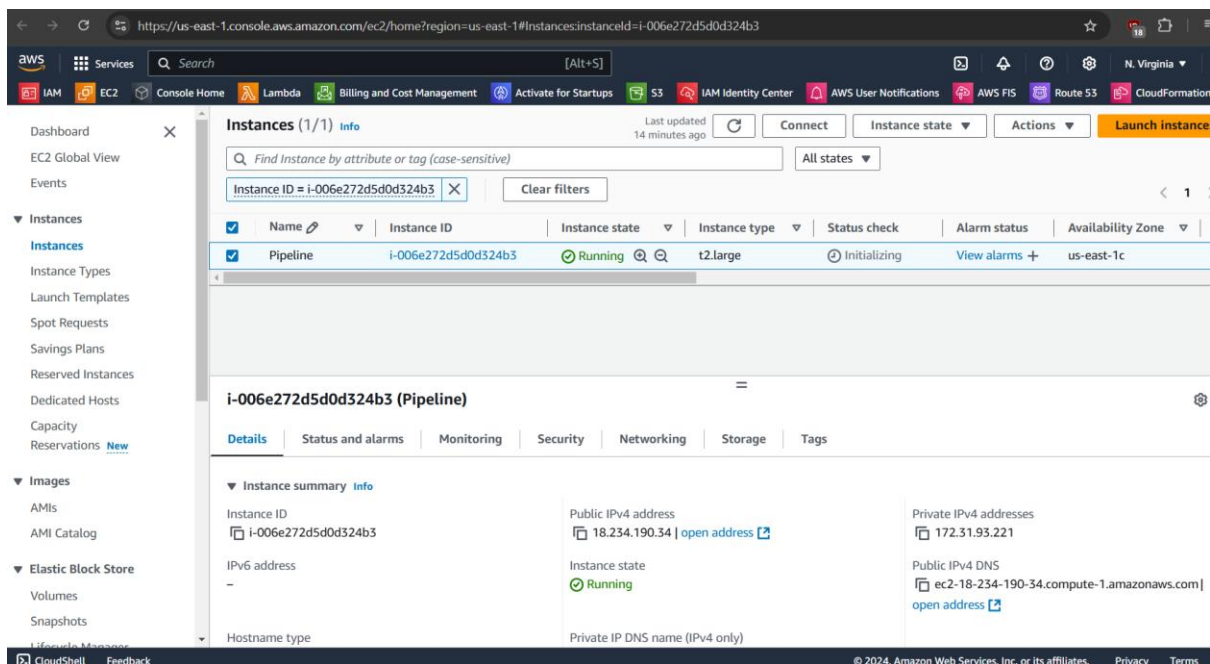 https://us-east-1.console.aws.amazon.com/ec2/home?region=us-east-1#Instances:instanceId=i-006e272d5d0d324b3
18
aws Services Search [Alt+S] N. Virginia
IAM EC2 Console Home Lambda Billing and Cost Management Activate for Startups S3 IAM Identity Center AWS User Notifications AWS FIS Route 53 CloudFormation
Dashboard
EC2 Global View
Events
Instances
Instances
Instance Types
Launch Templates
Spot Requests
Savings Plans
Reserved Instances
Dedicated Hosts
Capacity
Reservations New
Images
AMIs
AMI Catalog
Elastic Block Store
Volumes
Snapshots
Lifecycle Manager
Instances (1/1) Info
Last updated
14 minutes ago
Connect Instance state Actions Launch instance
Find Instance by attribute or tag (case-sensitive) All states
Instance ID = i-006e272d5d0d324b3 Clear filters
1
Name Instance ID Instance state Instance type Status check Alarm status Availability Zone
Pipeline i-006e272d5d0d324b3 Running t2.large Initializing View alarms + us-east-1c
i-006e272d5d0d324b3 (Pipeline)
Details Status and alarms Monitoring Security Networking Storage Tags
Instance summary Info
Instance ID
i-006e272d5d0d324b3
Public IPv4 address
18.234.190.34 | open address
Private IPv4 addresses
172.31.93.221
IPv6 address
–
Instance state
Running
Public IPv4 DNS
ec2-18-234-190-34.compute-1.amazonaws.com |
open address
Hostname type
Private IP DNS name (IPv4 only)
CloudShell Feedback © 2024, Amazon Web Services, Inc. or its affiliates. Privacy Terms